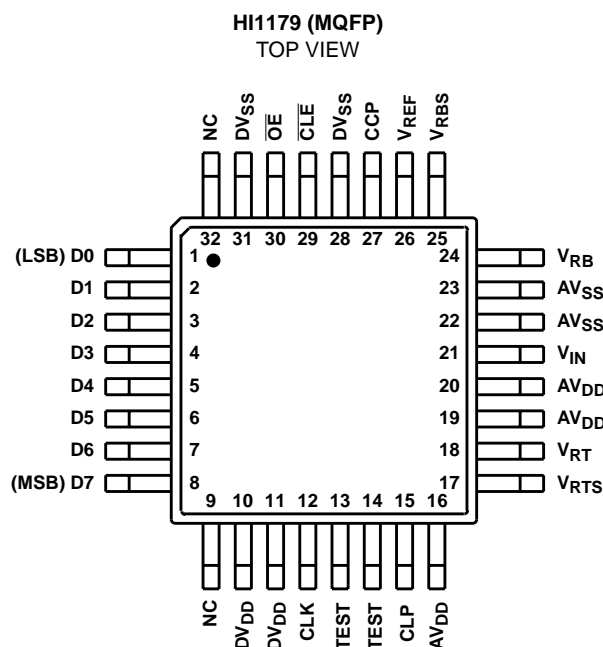 HI1179 (MQFP)
TOP VIEW
NC DVSS OE CLE DVSS CCP VREF VRBS
32 31 30 29 28 27 26 25
(LSB) D0 1 24 VRB
D1 2 23 AVSS
D2 3 22 AVSS
D3 4 21 VIN
D4 5 20 AVDD
D5 6 19 AVDD
D6 7 18 VRT
(MSB) D7 8 17 VRTS
9 10 11 12 13 14 15 16
NC DVDD DVDD CLK TEST TEST CLP AVDD